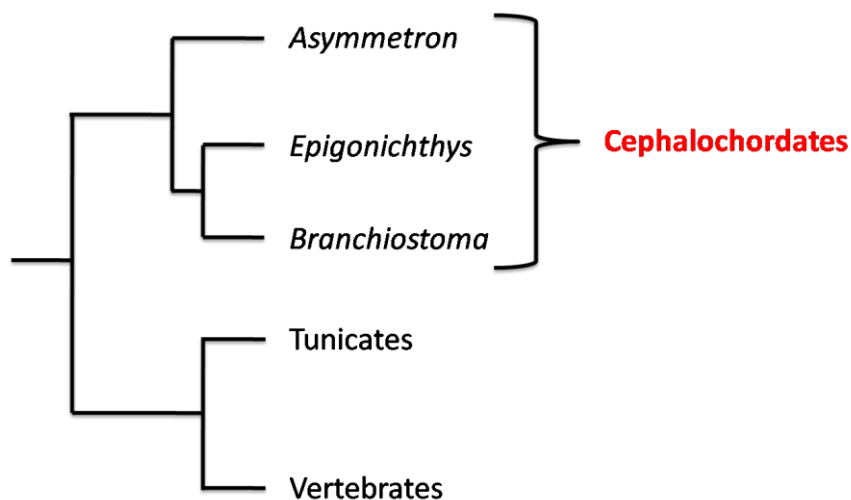 Asymmetron
Epigonichthys
Cephalochordates
Branchiostoma
Tunicates
Vertebrates